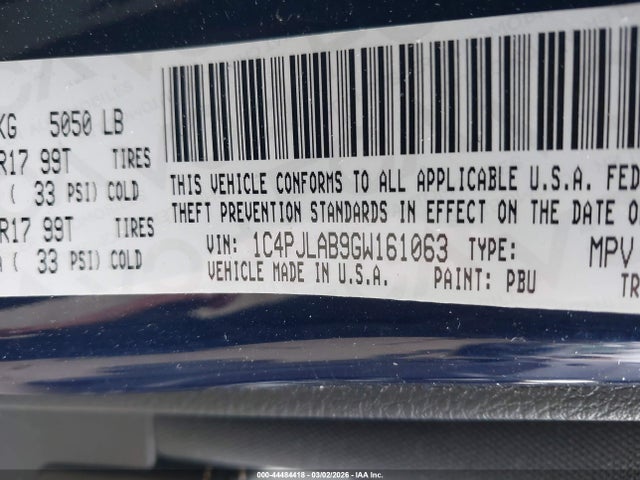 KG 5050 LB
R17 99T TIRES
( 33 PSI) COLD
R17 99T TIRES
( 33 PSI) COLD
THIS VEHICLE CONFORMS TO ALL APPLICABLE U.S.A. FED
THEFT PREVENTION STANDARDS IN EFFECT ON THE DATE O
VIN: 1C4PJLAB9GW161063 TYPE: MPV
VEHICLE MADE IN U.S.A. PAINT: PBU TR
000-44484418 - 03/02/2026 - IAA Inc.